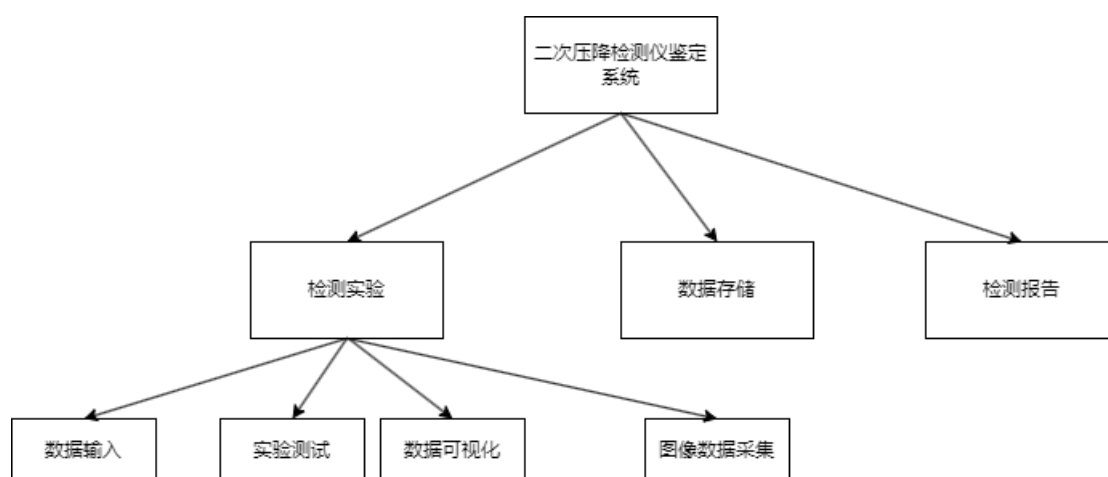 二次压降检测仪鉴定
系统
检测实验
数据存储
检测报告
数据输入
实验测试
数据可视化
图像数据采集